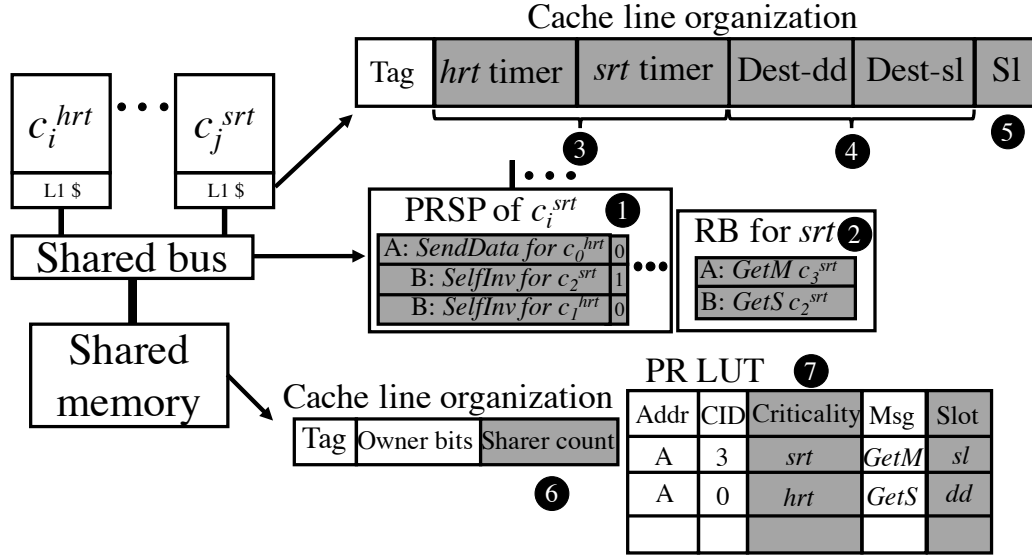 Cache line organization
Tag hrt timer srt timer Dest-dd Dest-sl Sl
3 4 5
c_i^hrt ... c_j^srt
L1 $ L1 $
Shared bus
Shared memory
PRSP of c_i^srt 1
A: SendData for c_0^hrt 0
B: SelfInv for c_2^srt 1
B: SelfInv for c_1^hrt 0
RB for srt 2
A: GetM c_3^srt
B: GetS c_2^srt
Cache line organization
Tag Owner bits Sharer count
6
PR LUT 7
Addr CID Criticality Msg Slot
A 3 srt GetM sl
A 0 hrt GetS dd